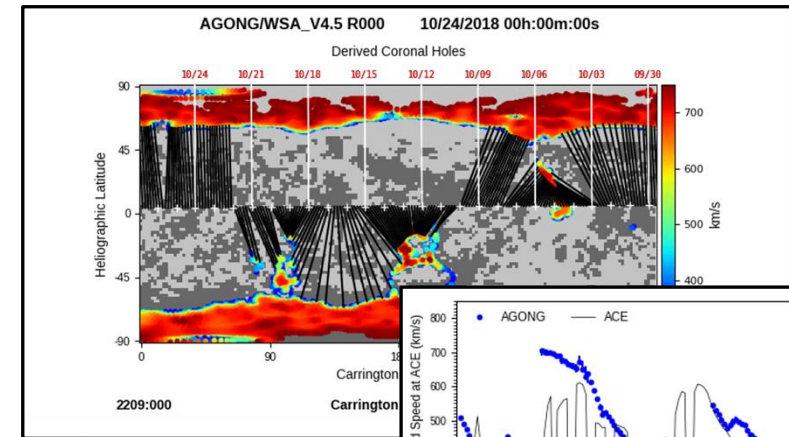 AGONG/WSA_V4.5 R000 10/24/2018 00h:00m:00s
Derived Coronal Holes
10/24 10/21 10/18 10/15 10/12 10/09 10/06 10/03 09/30
Heliographic Latitude
90
45
0
-45
-90
0 90
Carrington
2209:000 Carrington
700
600
500
400
km/s
AGONG ACE
Speed at ACE (km/s)
800
700
600
500